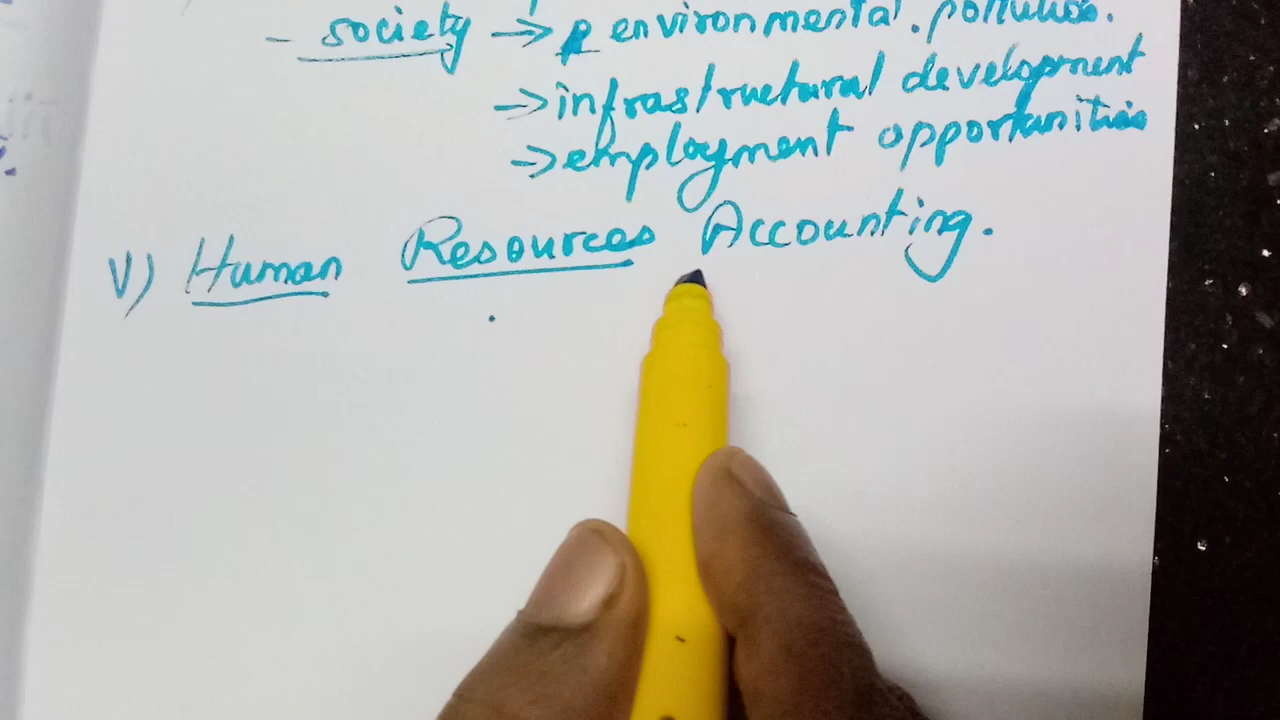 - society → environmental. pollution.
→ infrastructural development
→ employment opportunities
V) Human Resources Accounting.